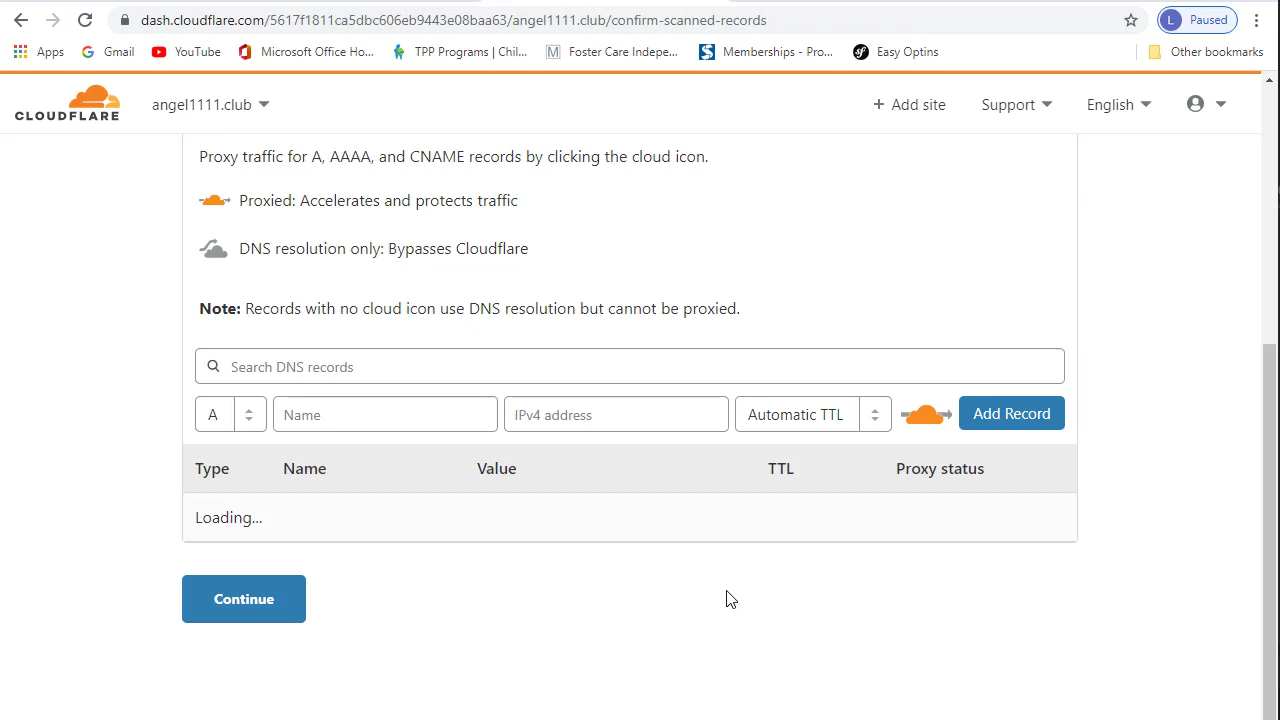 dash.cloudflare.com/5617f1811ca5dbc606eb9443e08baa63/angel1111.club/confirm-scanned-records
L Paused
Apps Gmail YouTube Microsoft Office Ho... TPP Programs | Chil... Foster Care Indepe... Memberships - Pro... Easy Optins Other bookmarks
CLOUDFLARE angel1111.club + Add site Support English
Proxy traffic for A, AAAA, and CNAME records by clicking the cloud icon.
Proxied: Accelerates and protects traffic
DNS resolution only: Bypasses Cloudflare
Note: Records with no cloud icon use DNS resolution but cannot be proxied.
Search DNS records
A Name IPv4 address Automatic TTL Add Record
Type Name Value TTL Proxy status
Loading...
Continue